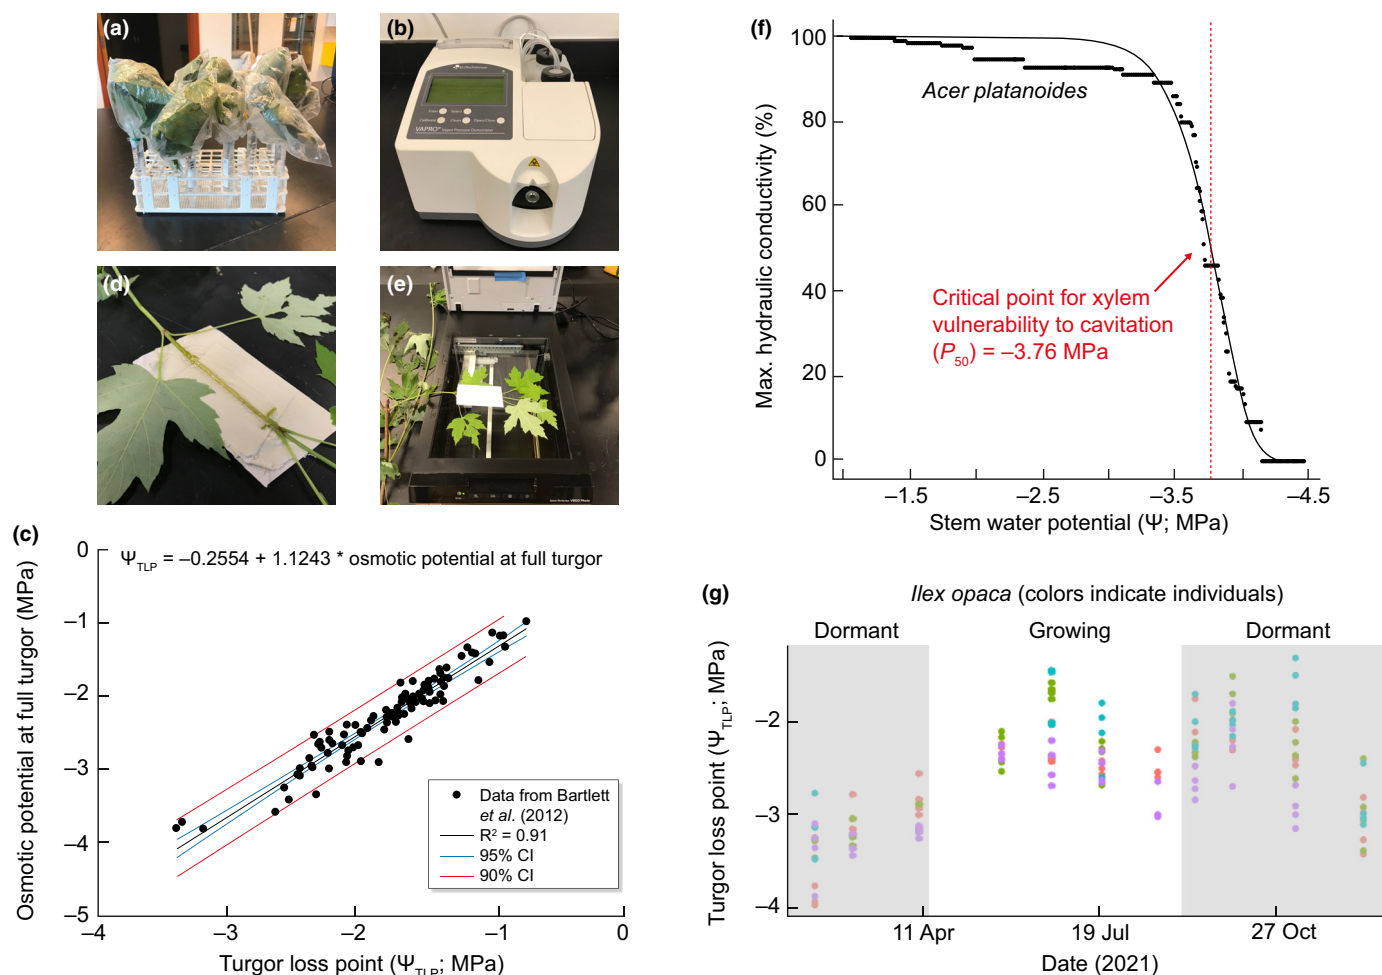 (a)
(b)
VAPRO
(d)
(e)
(c)
Ψ_TLP = –0.2554 + 1.1243 * osmotic potential at full turgor
Osmotic potential at full turgor (MPa)
0
–1
–2
–3
–4
–5
Data from Bartlett
et al. (2012)
R² = 0.91
95% CI
90% CI
–4
–3
–2
–1
0
Turgor loss point (Ψ_TLP; MPa)
(f)
Max. hydraulic conductivity (%)
100
80
60
40
20
0
Acer platanoides
Critical point for xylem
vulnerability to cavitation
(P₅₀) = –3.76 MPa
–1.5
–2.5
–3.5
–4.5
Stem water potential (Ψ; MPa)
(g)
Ilex opaca (colors indicate individuals)
Dormant
Growing
Dormant
Turgor loss point (Ψ_TLP; MPa)
–2
–3
–4
11 Apr
19 Jul
27 Oct
Date (2021)